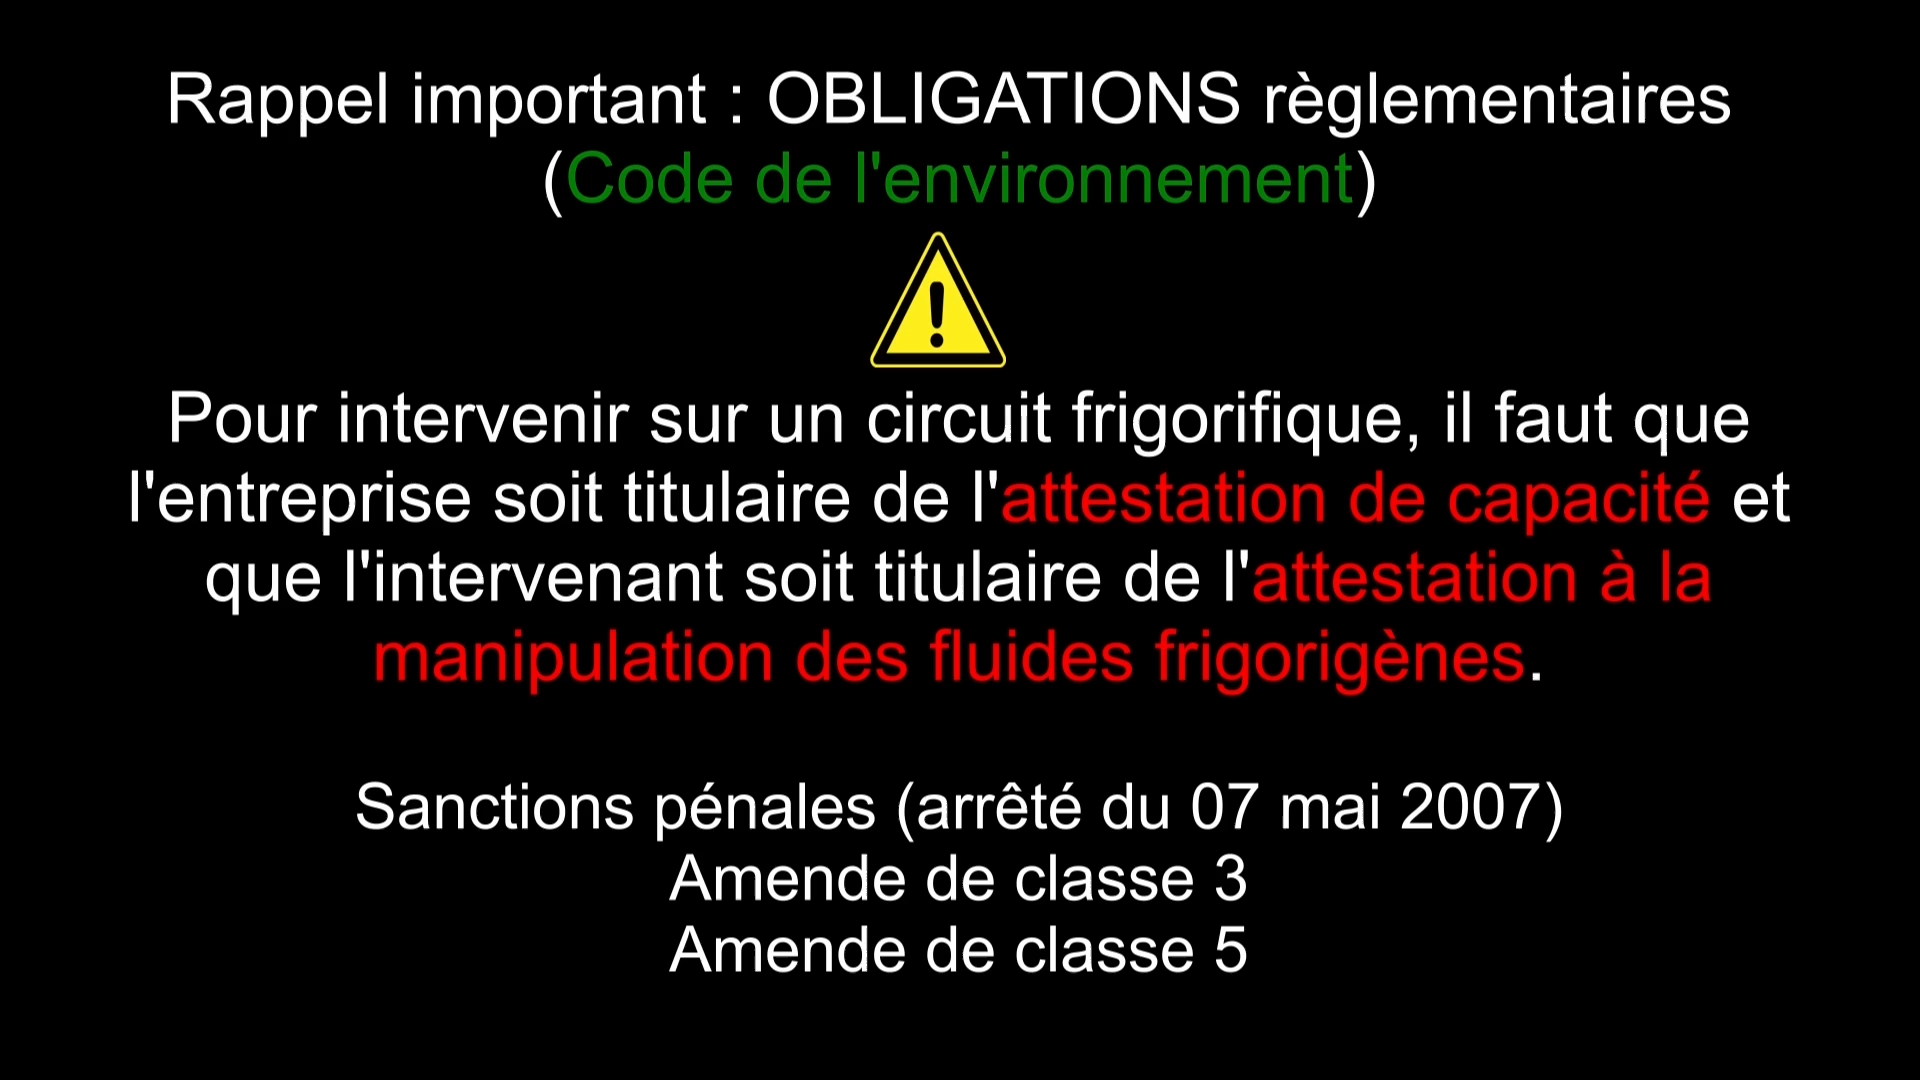 Rappel important : OBLIGATIONS règlementaires
(Code de l'environnement)
!
Pour intervenir sur un circuit frigorifique, il faut que
l'entreprise soit titulaire de l'attestation de capacité et
que l'intervenant soit titulaire de l'attestation à la
manipulation des fluides frigorigènes.
Sanctions pénales (arrêté du 07 mai 2007)
Amende de classe 3
Amende de classe 5